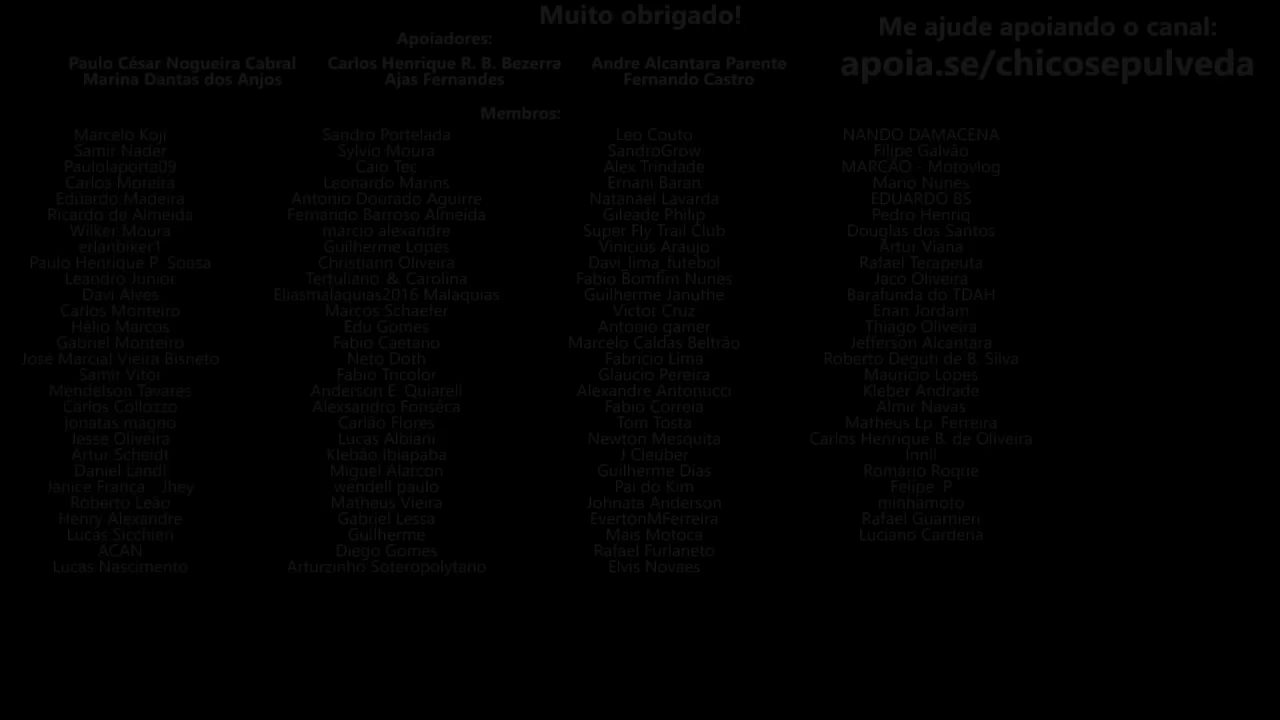 Muito obrigado!
Me ajude apoiando o canal:
apoia.se/chicosepulveda
Apoiadores:
Paulo César Nogueira Cabral
Marina Dantas dos Anjos
Carlos Henrique R. B. Bezerra
Ajas Fernandes
Andre Alcantara Parente
Fernando Castro
Membros:
Marcelo Koji
Samir Nader
Paulolaporta09
Carlos Moreira
Eduardo Madeira
Ricardo de Almeida
Wilker Moura
erlanbiker1
Paulo Henrique P. Sousa
Leandro Junior
Davi Alves
Carlos Monteiro
Hélio Marcos
Gabriel Monteiro
Jose Marcial Vieira Bisneto
Samir Vitor
Mendelson Tavares
Carlos Collozzo
jonatas magno
Jesse Oliveira
Artur Scheidt
Daniel Landi
Janice França _Jhey
Roberto Leão
Henry Alexandre
Lucas Sicchieri
ACAN
Lucas Nascimento
Sandro Portelada
Sylvio Moura
Caio Tec
Leonardo Marins
Antonio Dourado Aguirre
Fernando Barroso Almeida
marcio alexandre
Guilherme Lopes
Christiann Oliveira
Tertuliano & Carolina
Eliasmalaquias2016 Malaquias
Marcos Schaefer
Edu Gomes
Fabio Caetano
Neto Doth
Fabio Tricolor
Anderson E. Quiarell
Alexsandro Fonsêca
Carlão Flores
Lucas Albiani
Klebão Ibiapaba
Miguel Alarcon
wendell paulo
Matheus Vieira
Gabriel Lessa
Guilherme
Diego Gomes
Arturzinho Soteropolytano
Leo Couto
SandroGrow
Alex Trindade
Ernani Baran
Natanael Lavarda
Gileade Philip
Super Fly Trail Club
Vinicius Araujo
Davi_lima_futebol
Fabio Bomfim Nunes
Guilherme Januthe
Victor Cruz
Antonio gamer
Marcelo Caldas Beltrão
Fabricio Lima
Glaucio Pereira
Alexandre Antonucci
Fabio Correia
Tom Tosta
Newton Mesquita
J Cleuber
Guilherme Dias
Pai do Kim
Johnata Anderson
EvertonMFerreira
Mais Motoca
Rafael Furlaneto
Elvis Novaes
NANDO DAMACENA
Filipe Galvão
MARCÃO - Motovlog
Mario Nunes
EDUARDO BS
Pedro Henriq
Douglas dos Santos
Artur Viana
Rafael Terapeuta
Jaco Oliveira
Barafunda do TDAH
Erian Jordam
Thiago Oliveira
Jefferson Alcantara
Roberto Deguti de B. Silva
Mauricio Lopes
Kleber Andrade
Almir Navas
Matheus Lp. Ferreira
Carlos Henrique B. de Oliveira
Romano Roque
Felipe P.
minhamoto
Rafael Guarnieri
Luciano Cardena